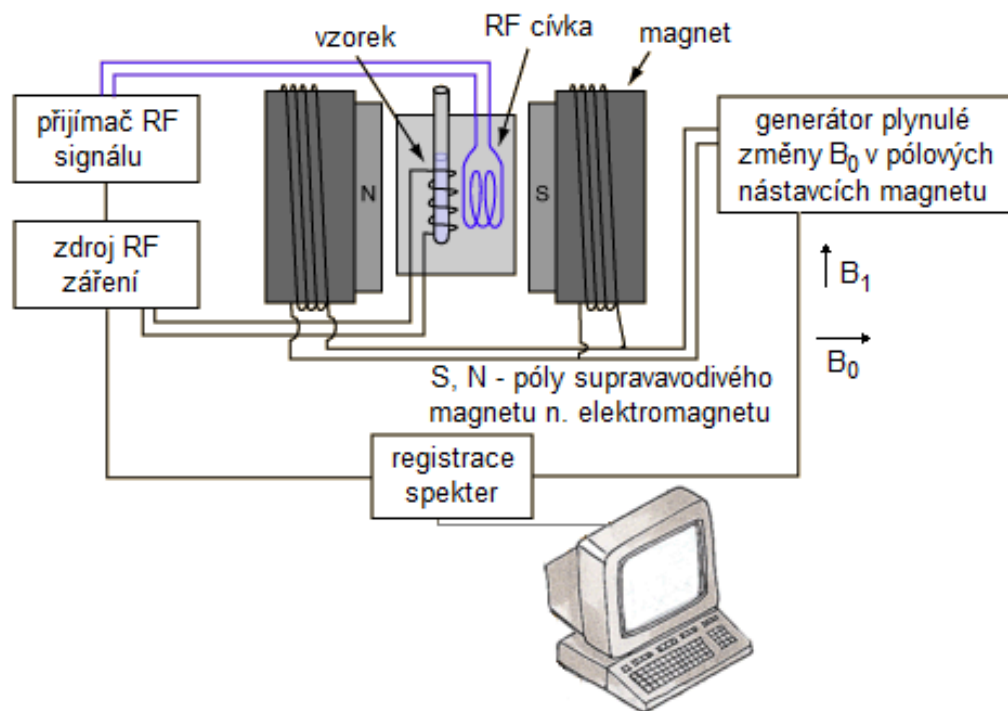 vzorek
RF cívka
magnet
přijímač RF
signálu
generátor plynulé
změny B₀ v pólových
nástavcích magnetu
N
S
zdroj RF
záření
B₁
B₀
S, N - póly supravavodivého
magnetu n. elektromagnetu
registrace
spekter